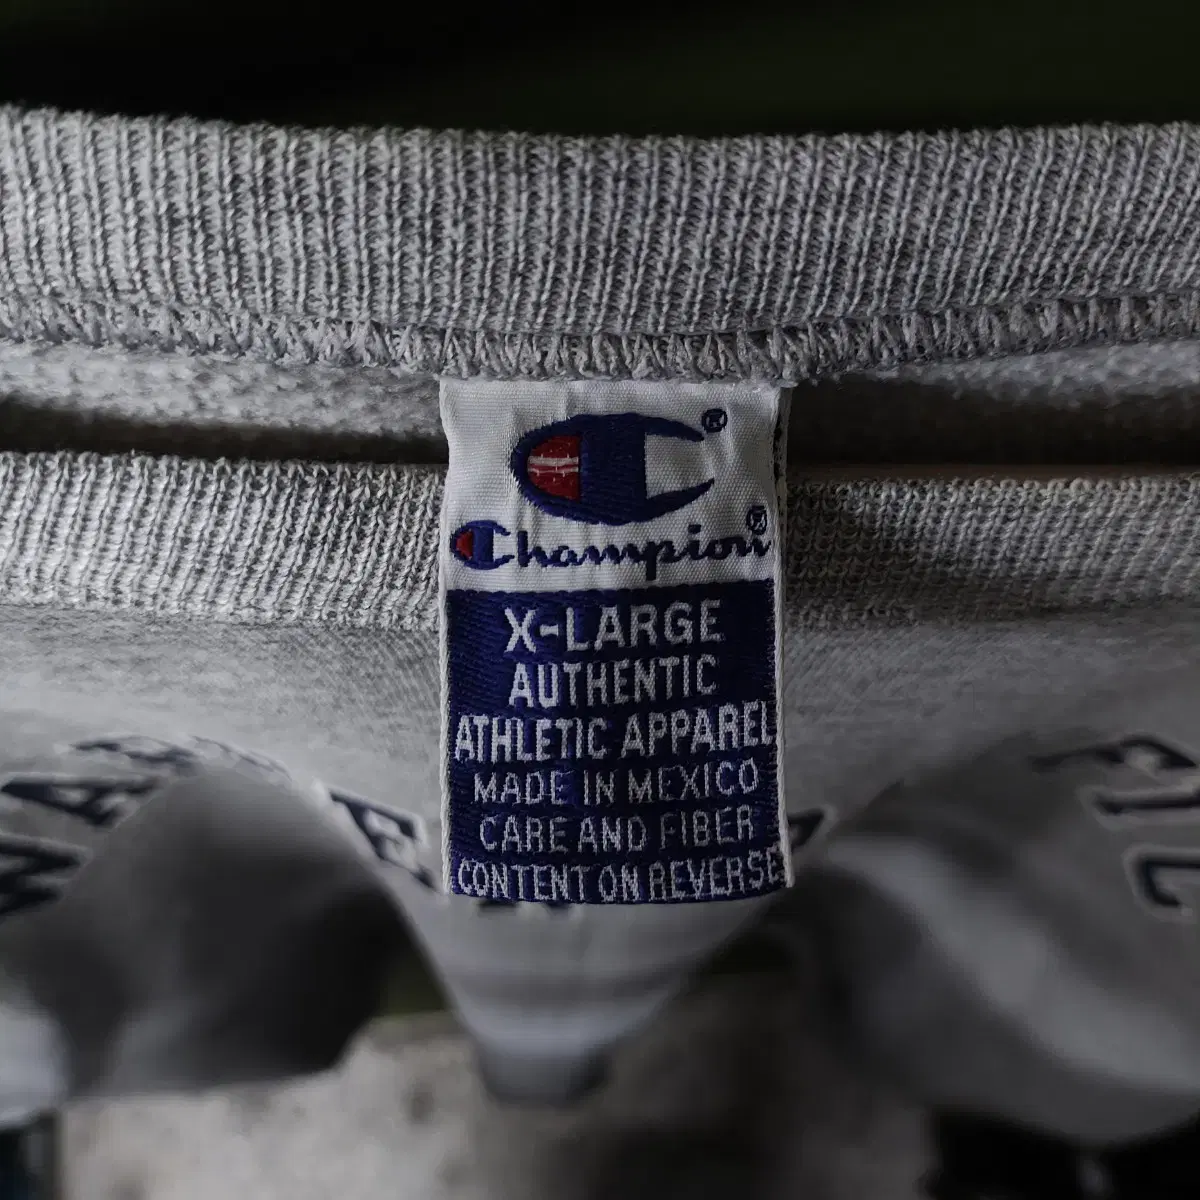 ®
Champion®
X-LARGE
AUTHENTIC
ATHLETIC APPAREL
MADE IN MEXICO
CARE AND FIBER
CONTENT ON REVERSE